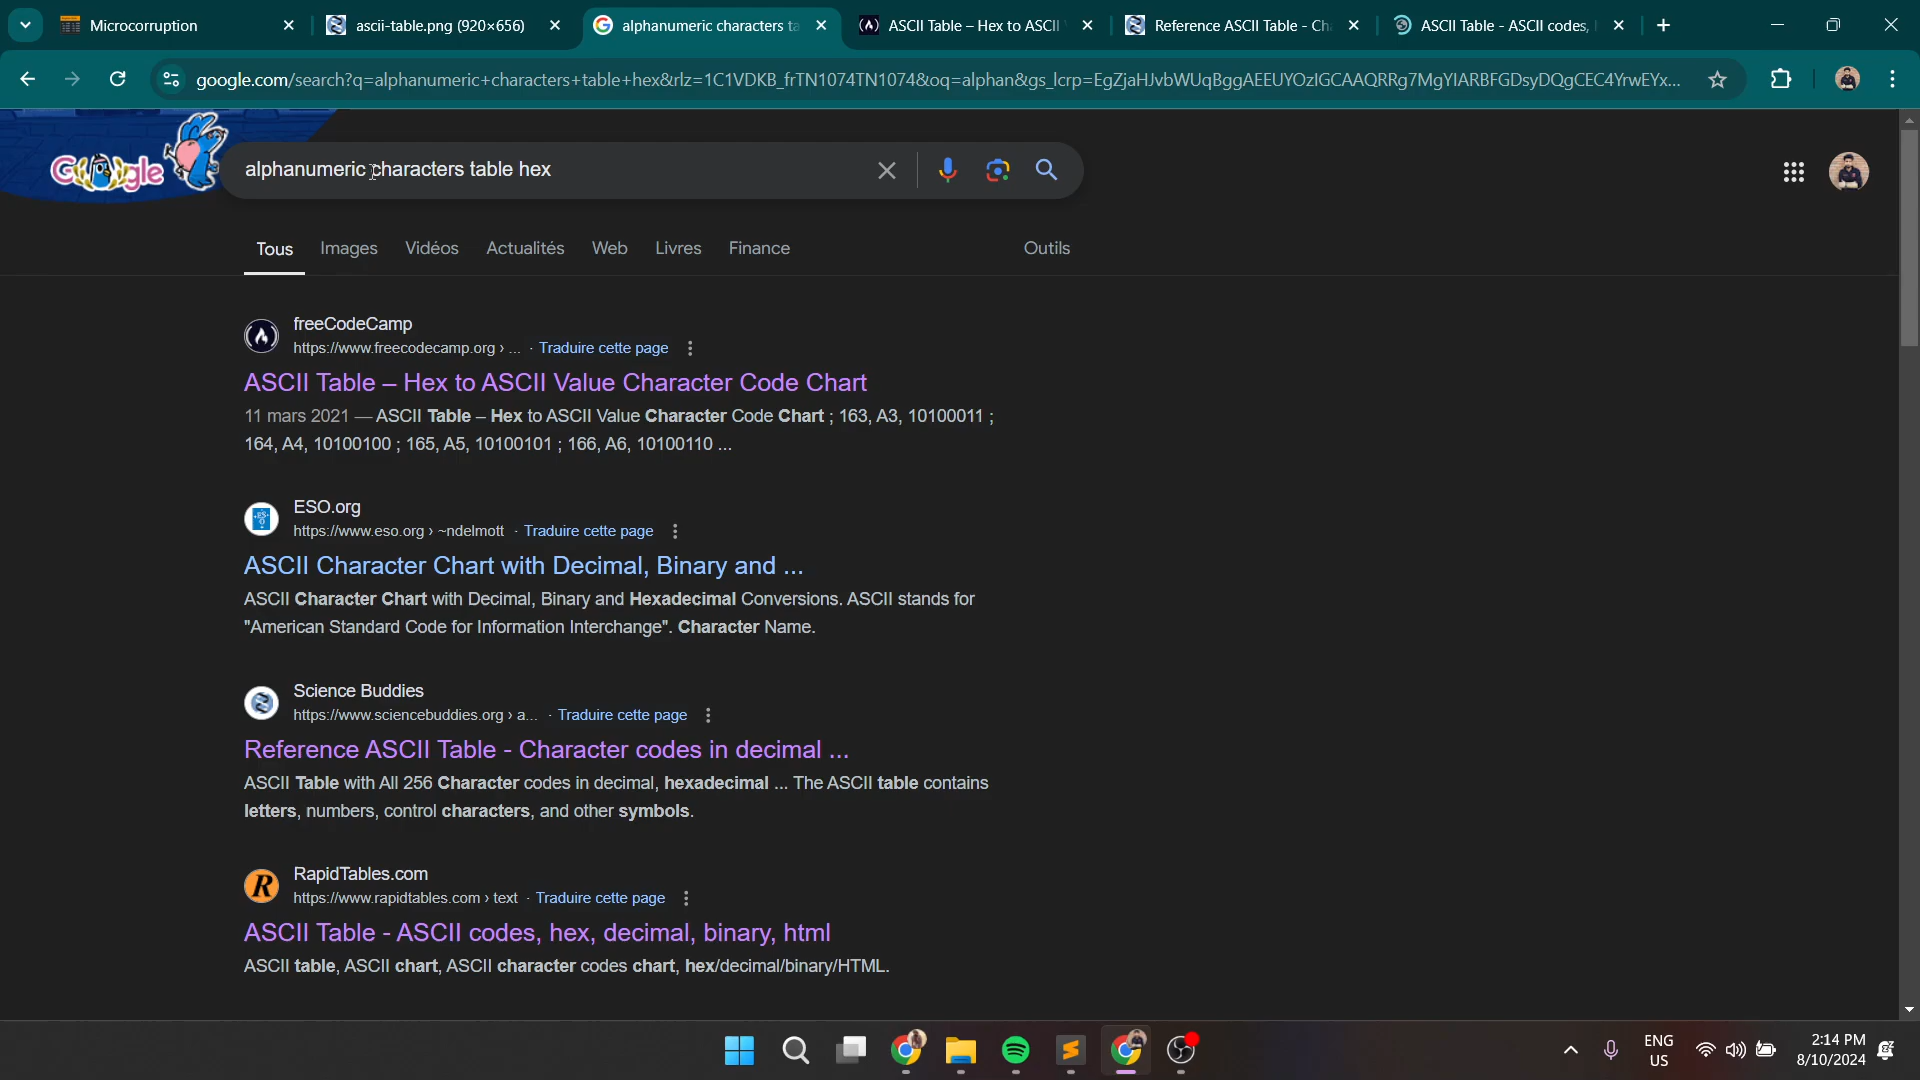 Microcorruption
ascii-table.png (920×656)
alphanumeric characters ta
ASCII Table – Hex to ASCII
Reference ASCII Table - Ch
ASCII Table - ASCII codes,
google.com/search?q=alphanumeric+characters+table+hex&rlz=1C1VDKB_frTN1074TN1074&oq=alphan&gs_lcrp=EgZjaHJvbWUqBggAEEUYOzIGCAAQRRg7MgYIARBFGDsyDQgCEC4YrwEYx...
Google
alphanumeric characters table hex
Tous
Images
Vidéos
Actualités
Web
Livres
Finance
Outils
freeCodeCamp
https://www.freecodecamp.org › ... · Traduire cette page
ASCII Table – Hex to ASCII Value Character Code Chart
11 mars 2021 — ASCII Table – Hex to ASCII Value Character Code Chart ; 163, A3, 10100011 ;
164, A4, 10100100 ; 165, A5, 10100101 ; 166, A6, 10100110 ...
ESO.org
https://www.eso.org › ~ndelmott · Traduire cette page
ASCII Character Chart with Decimal, Binary and ...
ASCII Character Chart with Decimal, Binary and Hexadecimal Conversions. ASCII stands for
"American Standard Code for Information Interchange". Character Name.
Science Buddies
https://www.sciencebuddies.org › a... · Traduire cette page
Reference ASCII Table - Character codes in decimal ...
ASCII Table with All 256 Character codes in decimal, hexadecimal ... The ASCII table contains
letters, numbers, control characters, and other symbols.
RapidTables.com
https://www.rapidtables.com › text · Traduire cette page
ASCII Table - ASCII codes, hex, decimal, binary, html
ASCII table, ASCII chart, ASCII character codes chart, hex/decimal/binary/HTML.
ENG
US
2:14 PM
8/10/2024